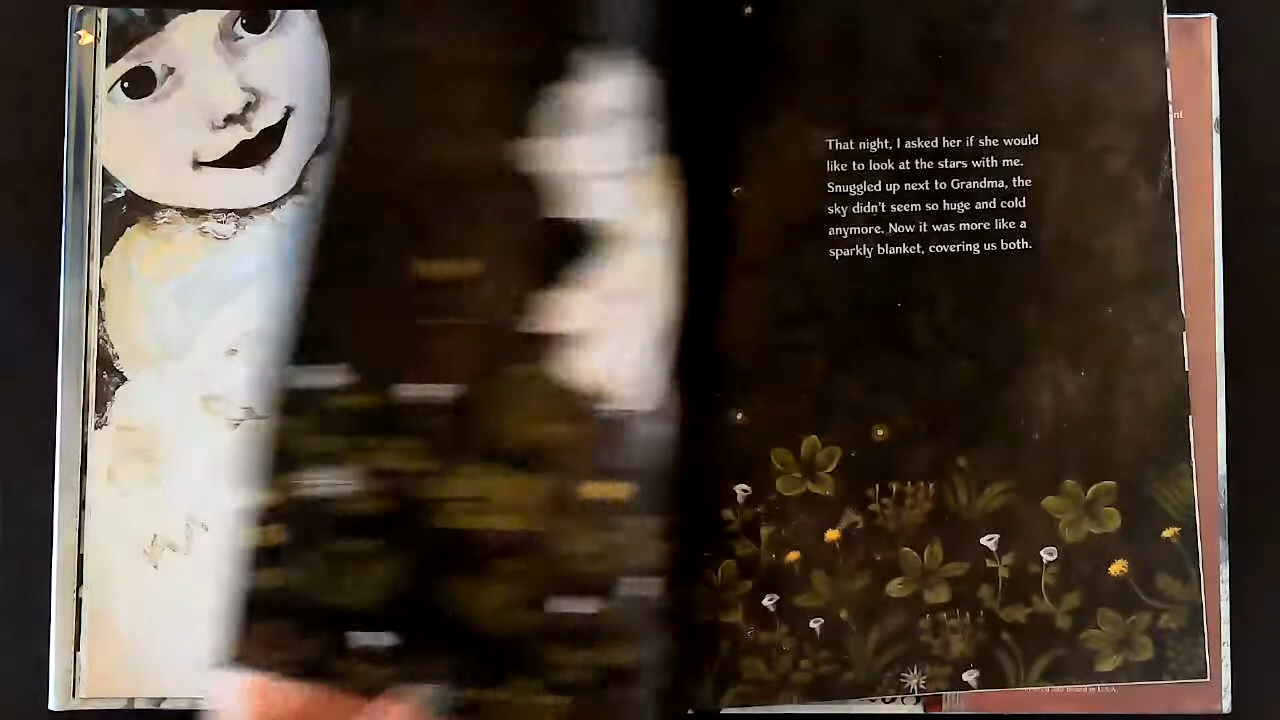 That night, I asked her if she would
like to look at the stars with me.
Snuggled up next to Grandma, the
sky didn't seem so huge and cold
anymore. Now it was more like a
sparkly blanket, covering us both.